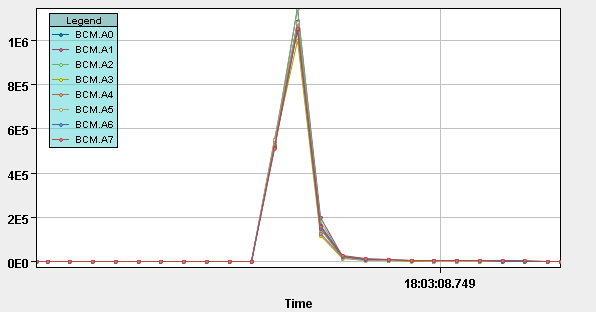 Legend
BCM.A0
BCM.A1
BCM.A2
BCM.A3
BCM.A4
BCM.A5
BCM.A6
BCM.A7
1E6
8E5
6E5
4E5
2E5
0E0
18:03:08.749
Time